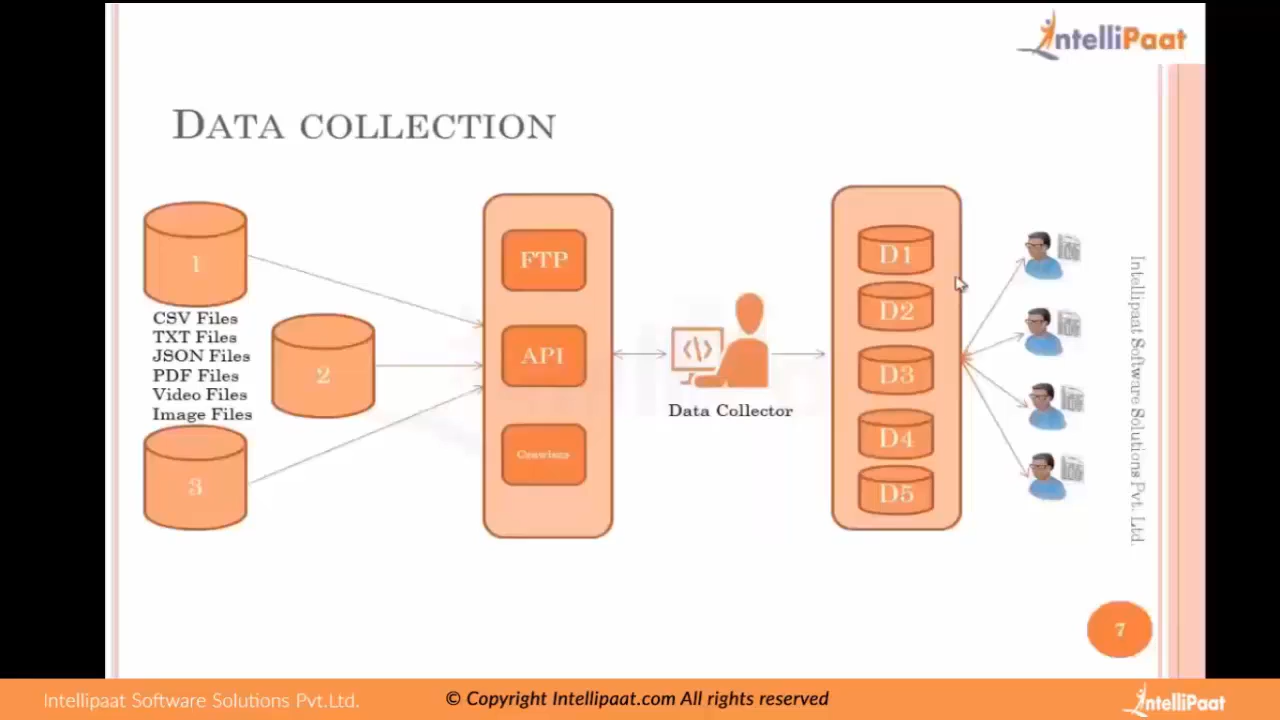 IntelliPaat
DATA COLLECTION
1
CSV Files
TXT Files
JSON Files
PDF Files
Video Files
Image Files
2
3
FTP
API
Crawlers
Data Collector
D1
D2
D3
D4
D5
Intellipaat Software Solutions Pvt. Ltd.
7
Intellipaat Software Solutions Pvt.Ltd.
© Copyright Intellipaat.com All rights reserved
IntelliPaat